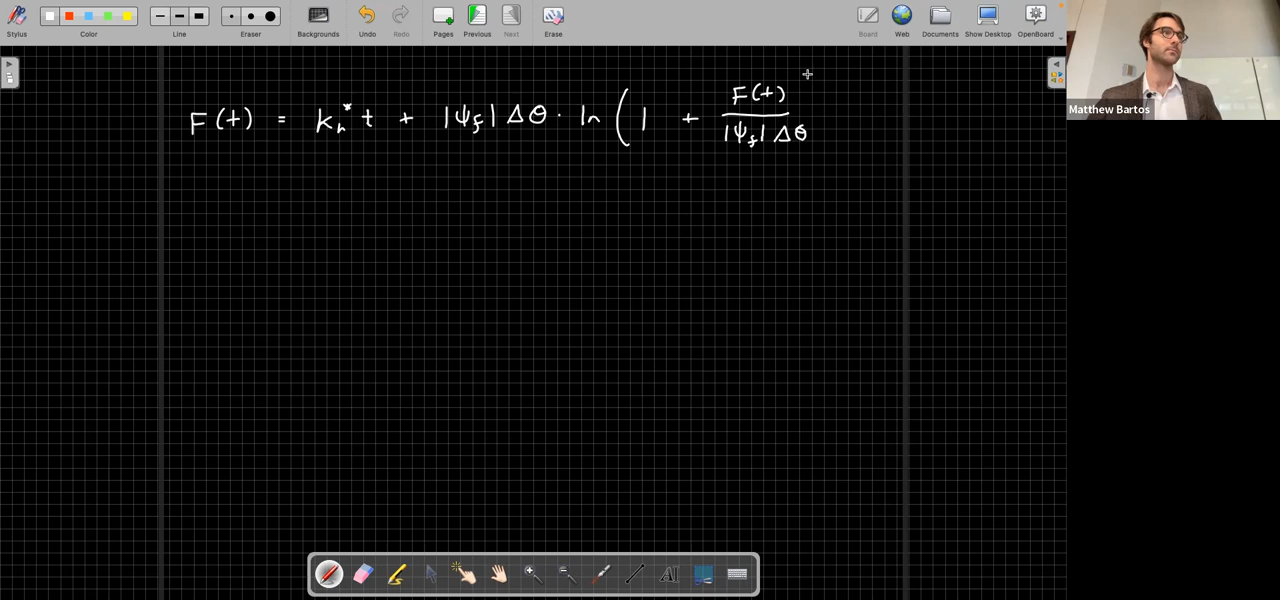 Stylus
Color
Line
Eraser
Backgrounds
Undo
Redo
Pages
Previous
Next
Erase
Board
Web
Documents
Show Desktop
OpenBoard
Matthew Bartos
F(t) = K_h^* t + |ψ_f| Δθ · ln ( 1 + F(t) / |ψ_f| Δθ
AI